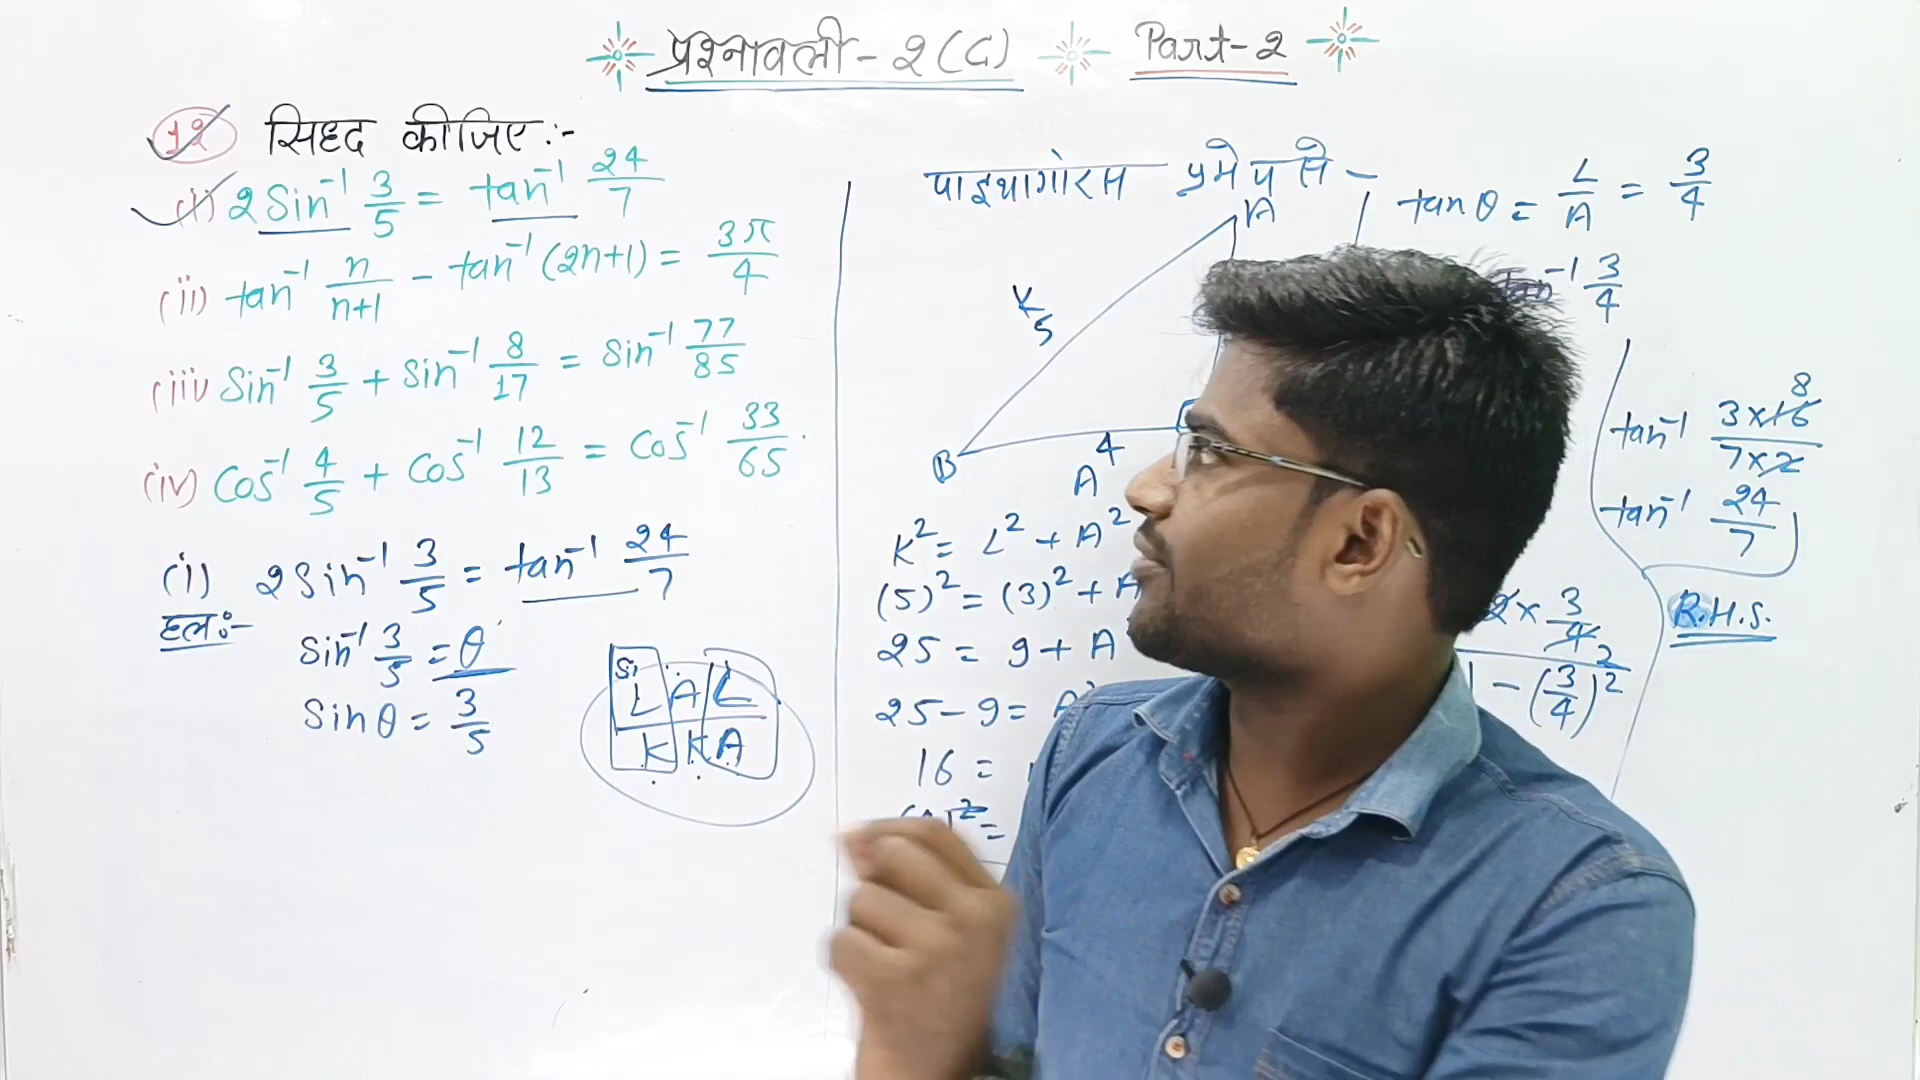 प्रश्नावली - 2 (C) Part-2
12 सिद्ध कीजिए :-
(i) 2 Sin⁻¹ 3/5 = tan⁻¹ 24/7
(ii) tan⁻¹ n/n+1 - tan⁻¹ (2n+1) = 3π/4
(iii) Sin⁻¹ 3/5 + Sin⁻¹ 8/17 = Sin⁻¹ 77/85
(iv) Cos⁻¹ 4/5 + Cos⁻¹ 12/13 = Cos⁻¹ 33/65
(i) 2 Sin⁻¹ 3/5 = tan⁻¹ 24/7
हल:-
Sin⁻¹ 3/5 = θ
Sin θ = 3/5
L A L
K K A
पाइथागोरस प्रमेय से -
A
K
5
B
4
A
K² = L² + A²
(5)² = (3)² + A
25 = 9 + A
25 - 9 = A²
16 =
tan θ = L/A = 3/4
tan⁻¹ 3/4
2 x 3/4
1 - (3/4)²
tan⁻¹ 3x16/7x2
8
tan⁻¹ 24/7
R.H.S.